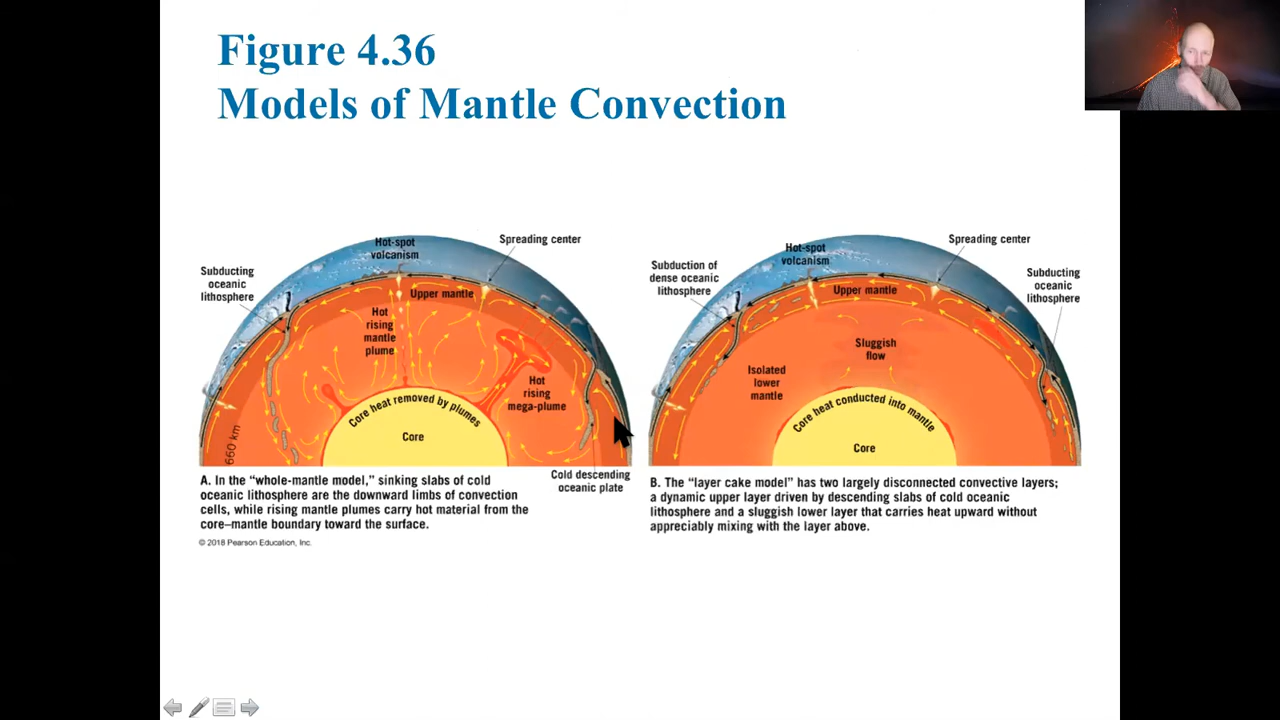 Figure 4.36
Models of Mantle Convection
Hot-spot
volcanism
Spreading center
Subducting
oceanic
lithosphere
Upper mantle
Hot
rising
mantle
plume
Hot
rising
mega-plume
Core heat removed by plumes
Core
660 km
Cold descending
oceanic plate
A. In the “whole-mantle model,” sinking slabs of cold
oceanic lithosphere are the downward limbs of convection
cells, while rising mantle plumes carry hot material from the
core–mantle boundary toward the surface.
© 2018 Pearson Education, Inc.
Hot-spot
volcanism
Spreading center
Subduction of
dense oceanic
lithosphere
Subducting
oceanic
lithosphere
Upper mantle
Sluggish
flow
Isolated
lower
mantle
Core heat conducted into mantle
Core
B. The “layer cake model” has two largely disconnected convective layers;
a dynamic upper layer driven by descending slabs of cold oceanic
lithosphere and a sluggish lower layer that carries heat upward without
appreciably mixing with the layer above.